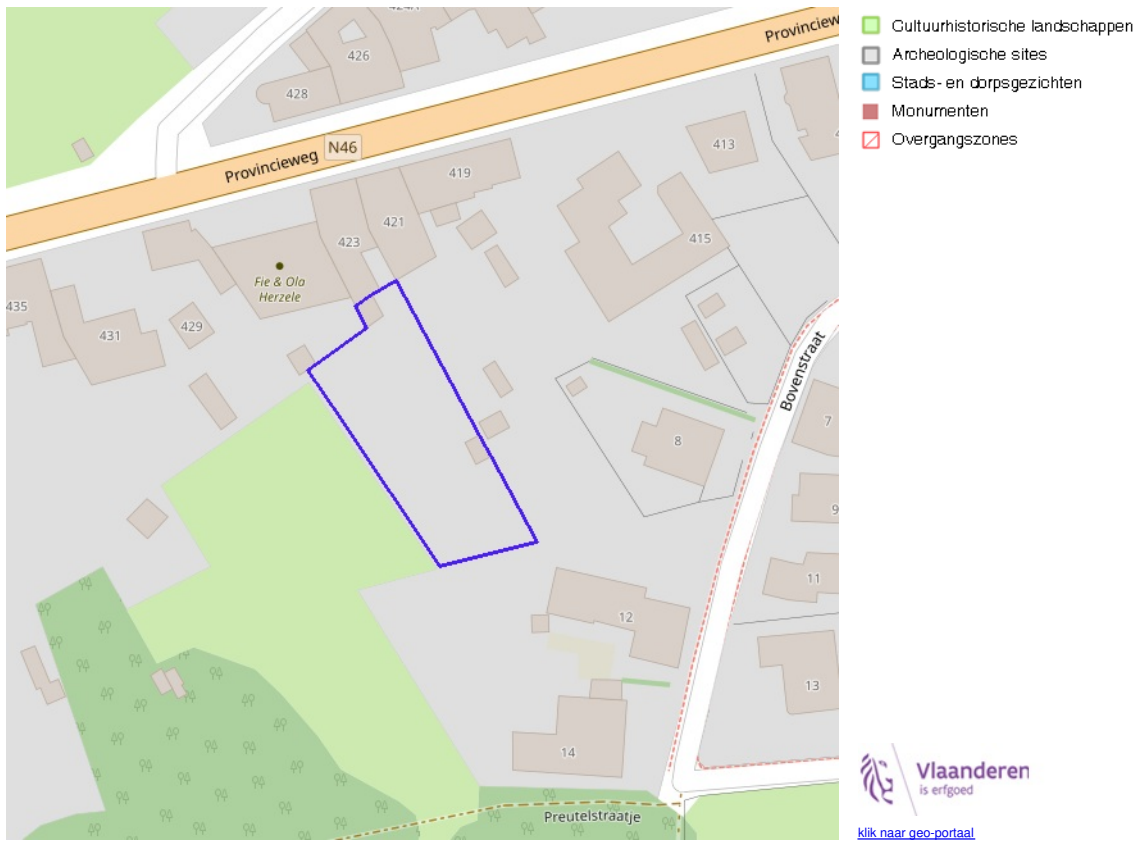 424A
426
428
Provinciew
Provincieweg
N46
413
419
421
423
415
Fie & Ola
Herzele
435
431
429
Bovenstraat
7
8
9
11
12
13
14
Preutelstraatje
Cultuurhistorische landschappen
Archeologische sites
Stads- en dorpsgezichten
Monumenten
Overgangszones
Vlaanderen
is erfgoed
klik naar geo-portaal